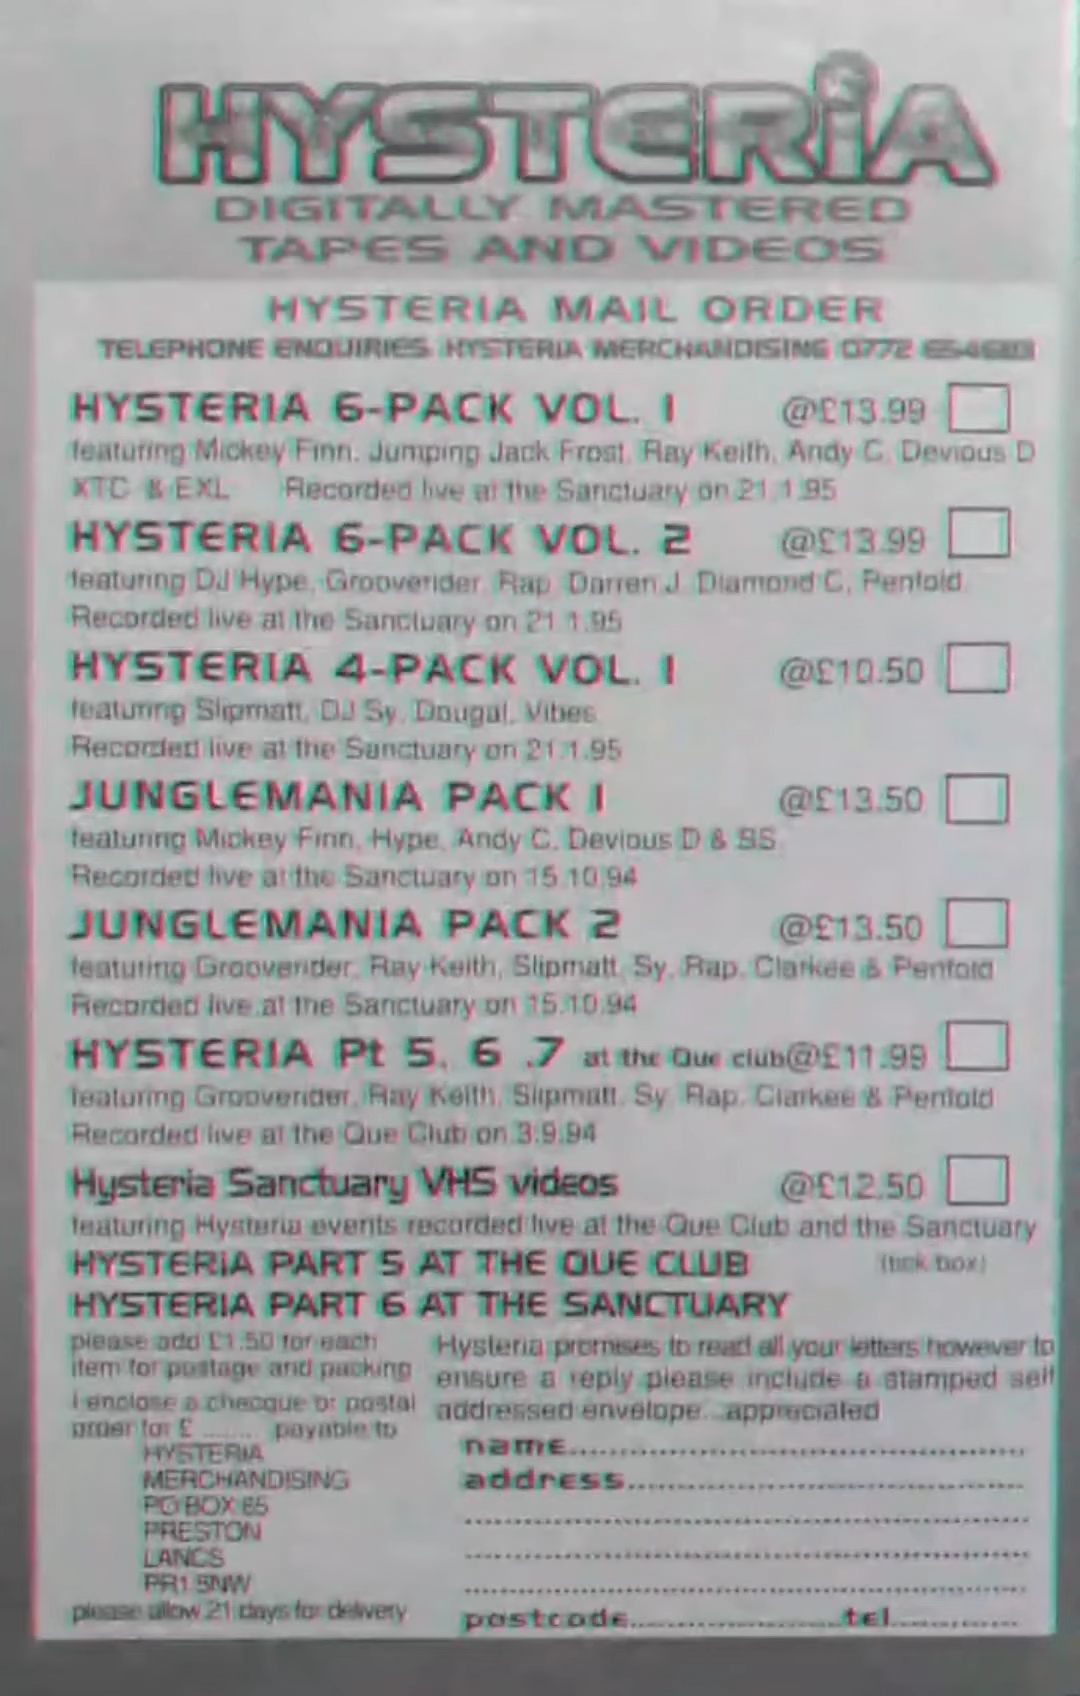 HYSTERiA
DIGITALLY MASTERED
TAPES AND VIDEOS
HYSTERIA MAIL ORDER
TELEPHONE ENQUIRIES HYSTERIA MERCHANDISING 0772
HYSTERIA 6-PACK VOL. 1 @£13.99
featuring Mickey Finn, Jumping Jack Frost, Ray Keith, Andy C, Devious D
XTC & EXL Recorded live at the Sanctuary on 21.1.95
HYSTERIA 6-PACK VOL. 2 @£13.99
featuring DJ Hype, Grooverider, Rap, Darren J, Diamond C, Penfold
Recorded live at the Sanctuary on 21.1.95
HYSTERIA 4-PACK VOL. 1 @£10.50
featuring Slipmatt, DJ Sy, Dougal, Vibes
Recorded live at the Sanctuary on 21.1.95
JUNGLEMANIA PACK 1 @£13.50
featuring Mickey Finn, Hype, Andy C, Devious D & SS
Recorded live at the Sanctuary on 15.10.94
JUNGLEMANIA PACK 2 @£13.50
featuring Grooverider, Ray Keith, Slipmatt, Sy, Rap, Clarkee & Penfold
Recorded live at the Sanctuary on 15.10.94
HYSTERIA Pt 5. 6 .7 at the Que club@£11.99
featuring Grooverider, Ray Keith, Slipmatt, Sy, Rap, Clarkee & Penfold
Recorded live at the Que Club on 3.9.94
Hysteria Sanctuary VHS videos @£12.50
featuring Hysteria events recorded live at the Que Club and the Sanctuary
HYSTERIA PART 5 AT THE QUE CLUB (tick box)
HYSTERIA PART 6 AT THE SANCTUARY
please add £1.50 for each
item for postage and packing
I enclose a checque or postal
order for £ ....... payable to
HYSTERIA
MERCHANDISING
PO BOX 65
PRESTON
LANCS
PR1 5NW
please allow 21 days for delivery
Hysteria promises to read all your letters however to
ensure a reply please include a stamped self
addressed envelope...appreciated
name............................................
address.......................................
.......................................................
.......................................................
.......................................................
postcode.....................tel.............